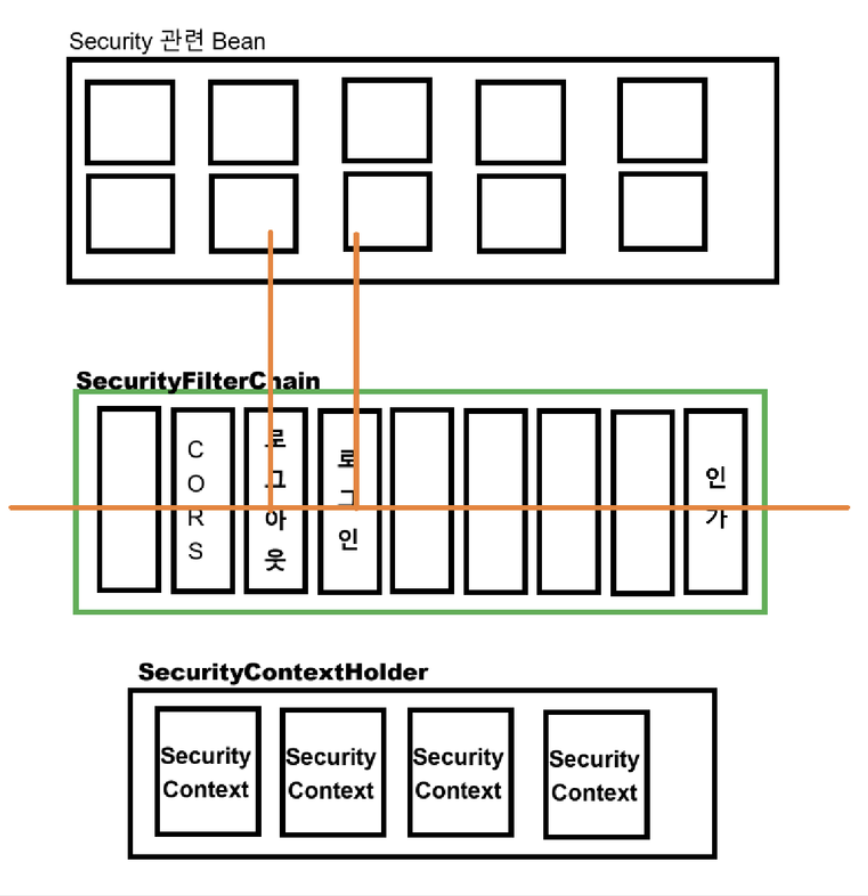 Security 관련 Bean
SecurityFilterChain
C
O
R
S
로
그
아
웃
로
그
인
인
가
SecurityContextHolder
Security
Context
Security
Context
Security
Context
Security
Context